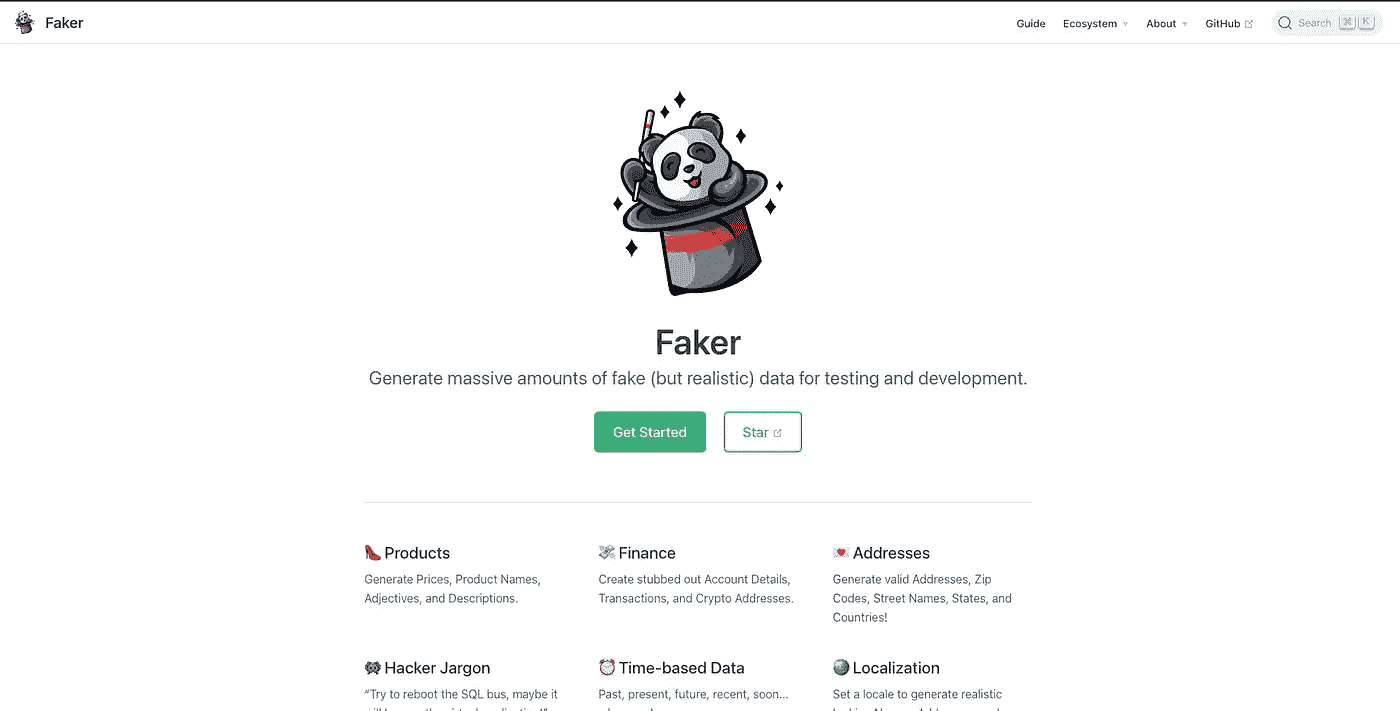 Faker
Guide Ecosystem About GitHub Search ⌘ K
Faker
Generate massive amounts of fake (but realistic) data for testing and development.
Get Started Star
Products
Generate Prices, Product Names,
Adjectives, and Descriptions.
Finance
Create stubbed out Account Details,
Transactions, and Crypto Addresses.
Addresses
Generate valid Addresses, Zip
Codes, Street Names, States, and
Countries!
Hacker Jargon
“Try to reboot the SQL bus, maybe it
Time-based Data
Past, present, future, recent, soon...
Localization
Set a locale to generate realistic